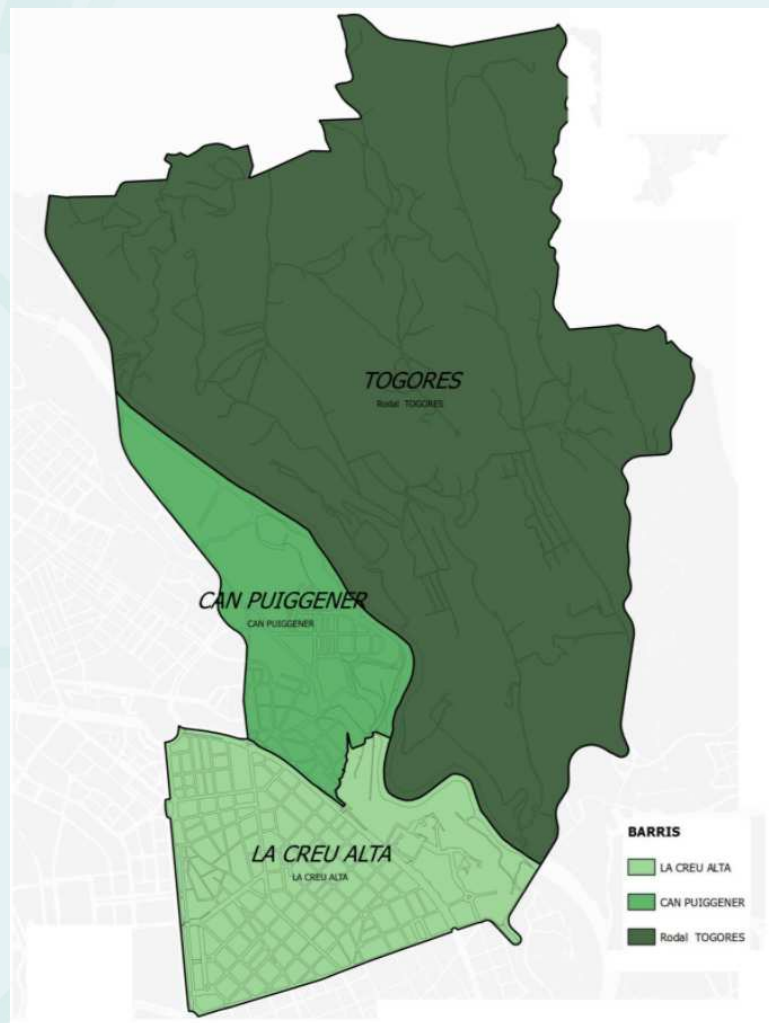 TOGORES
Rodal TOGORES
CAN PUIGGENER
CAN PUIGGENER
LA CREU ALTA
LA CREU ALTA
BARRIS
LA CREU ALTA
CAN PUIGGENER
Rodal TOGORES